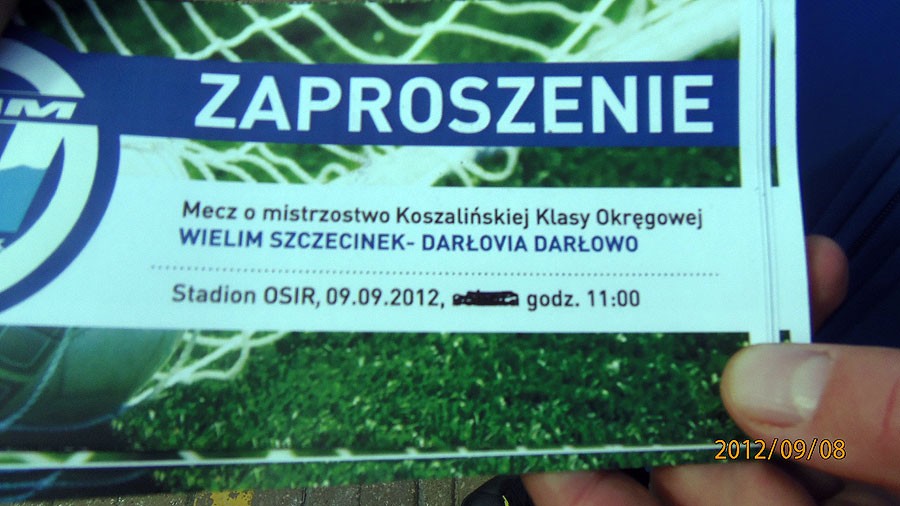 ZAPROSZENIE
Mecz o mistrzostwo Koszalińskiej Klasy Okręgowej
WIELIM SZCZECINEK- DARŁOVIA DARŁOWO
Stadion OSIR, 09.09.2012, godz. 11:00
2012/09/08